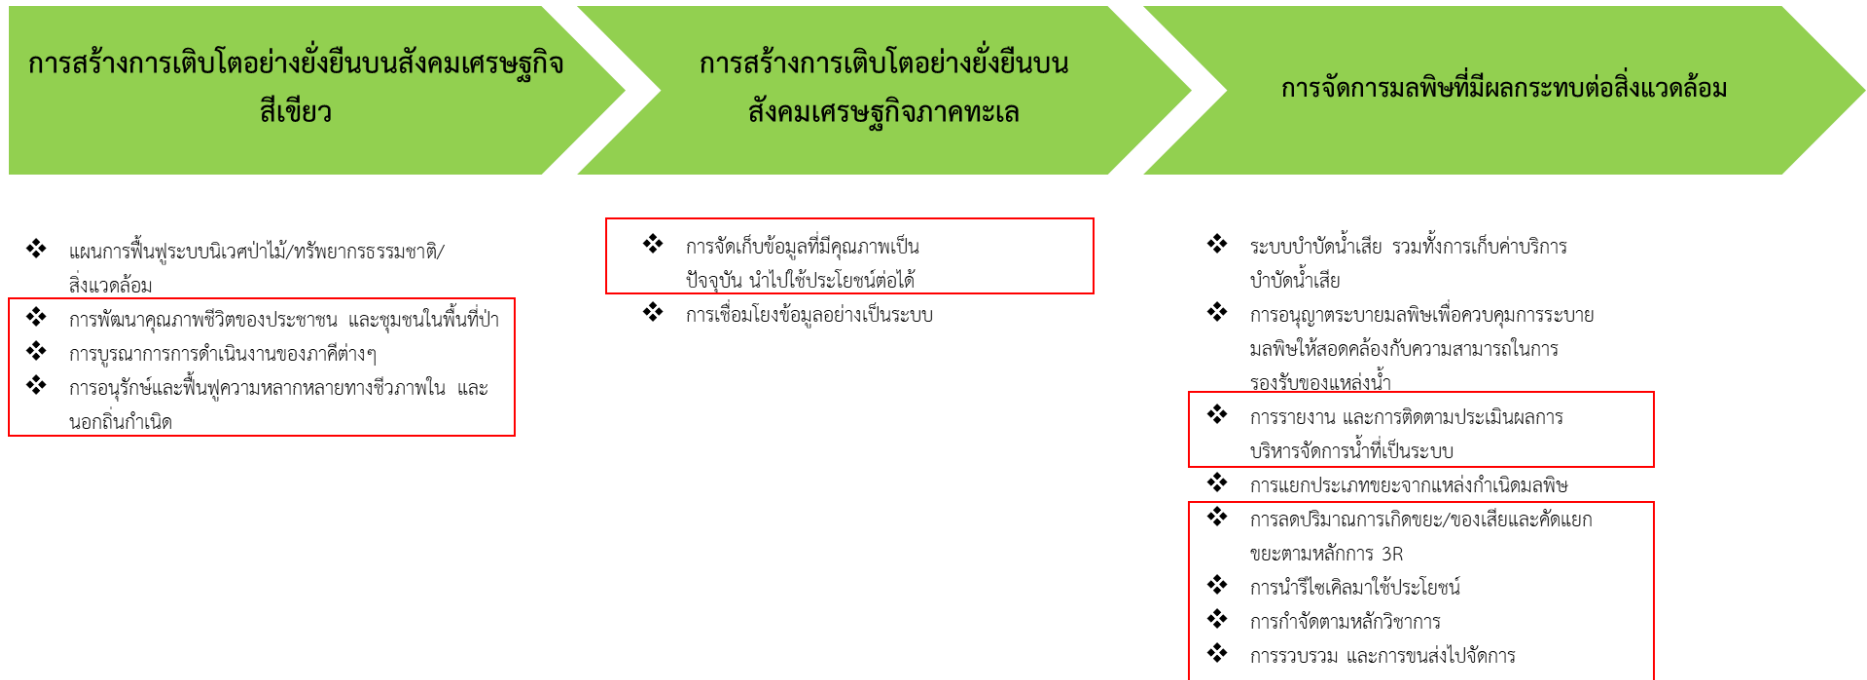 การสร้างการเติบโตอย่างยั่งยืนบนสังคมเศรษฐกิจ
สีเขียว
การสร้างการเติบโตอย่างยั่งยืนบน
สังคมเศรษฐกิจภาคทะเล
การจัดการมลพิษที่มีผลกระทบต่อสิ่งแวดล้อม
❖ แผนการฟื้นฟูระบบนิเวศป่าไม้/ทรัพยากรธรรมชาติ/
สิ่งแวดล้อม
❖ การพัฒนาคุณภาพชีวิตของประชาชน และชุมชนในพื้นที่ป่า
❖ การบูรณาการการดำเนินงานของภาคีต่างๆ
❖ การอนุรักษ์และฟื้นฟูความหลากหลายทางชีวภาพใน และ
นอกถิ่นกำเนิด
❖ การจัดเก็บข้อมูลที่มีคุณภาพเป็น
ปัจจุบัน นำไปใช้ประโยชน์ต่อได้
❖ การเชื่อมโยงข้อมูลอย่างเป็นระบบ
❖ ระบบบำบัดน้ำเสีย รวมทั้งการเก็บค่าบริการ
บำบัดน้ำเสีย
❖ การอนุญาตระบายมลพิษเพื่อควบคุมการระบาย
มลพิษให้สอดคล้องกับความสามารถในการ
รองรับของแหล่งน้ำ
❖ การรายงาน และการติดตามประเมินผลการ
บริหารจัดการน้ำที่เป็นระบบ
❖ การแยกประเภทขยะจากแหล่งกำเนิดมลพิษ
❖ การลดปริมาณการเกิดขยะ/ของเสียและคัดแยก
ขยะตามหลักการ 3R
❖ การนำรีไซเคิลมาใช้ประโยชน์
❖ การกำจัดตามหลักวิชาการ
❖ การรวบรวม และการขนส่งไปจัดการ